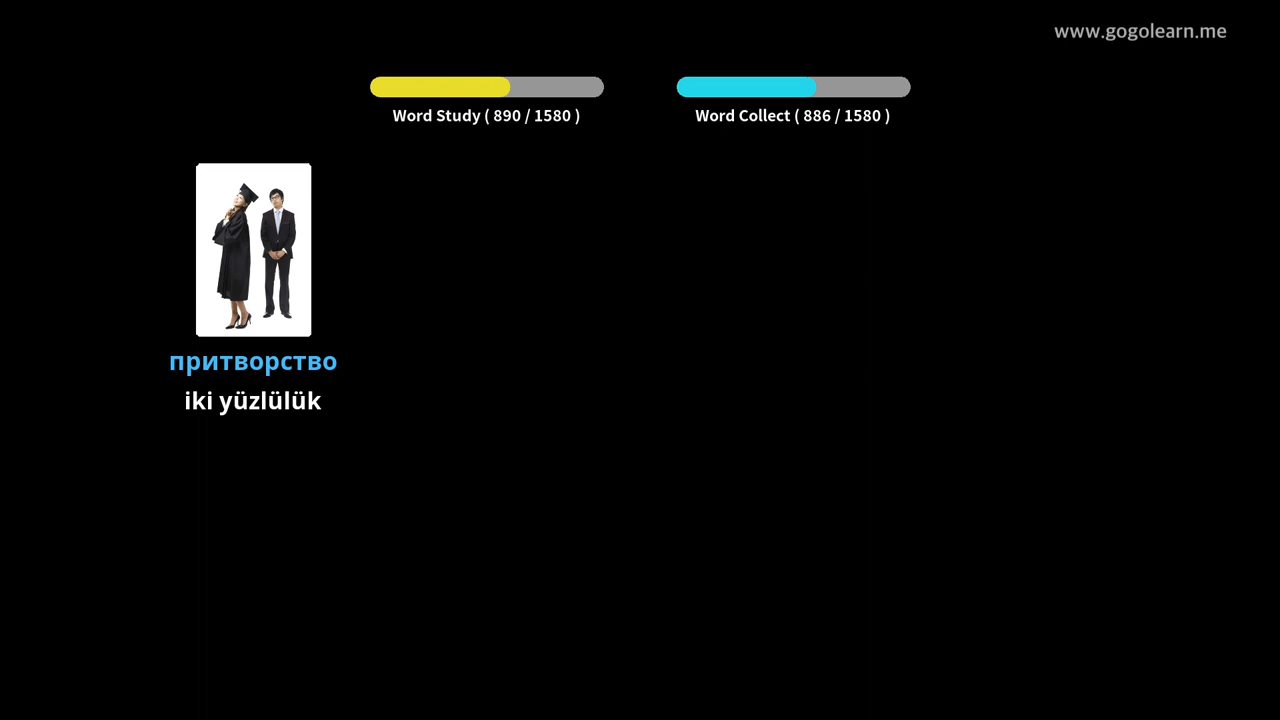 www.gogolearn.me
Word Study ( 890 / 1580 )
Word Collect ( 886 / 1580 )
притворство
iki yüzlülük